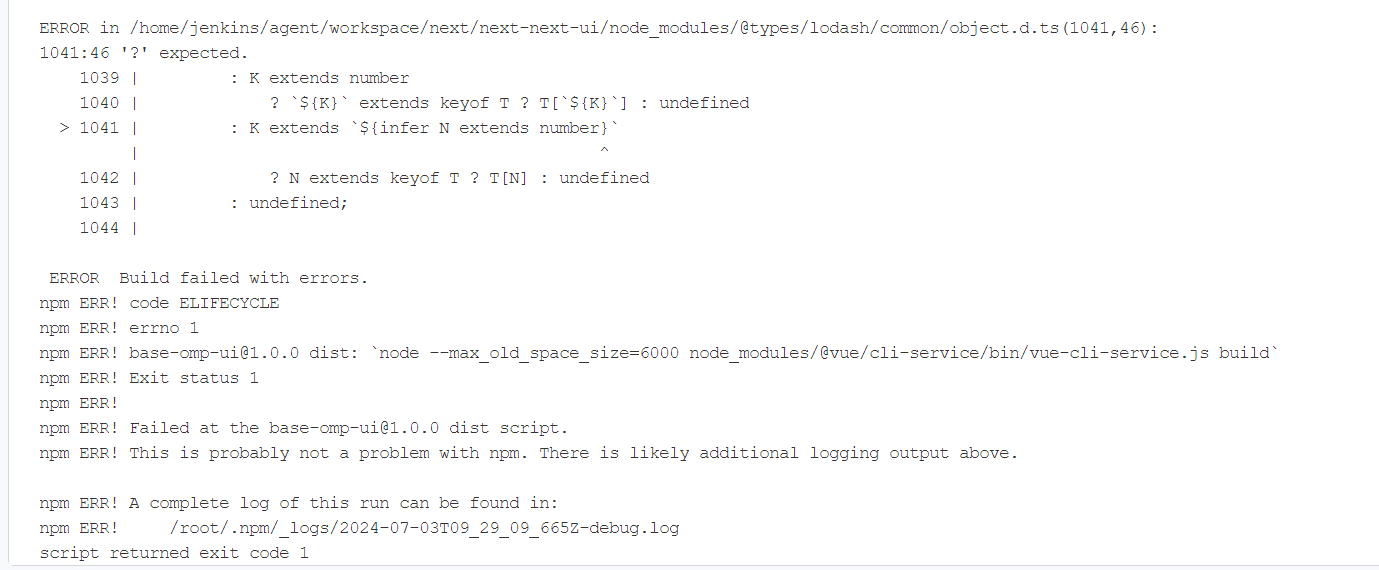 ERROR in /home/jenkins/agent/workspace/next/next-next-ui/node_modules/@types/lodash/common/object.d.ts(1041,46):
1041:46 '?' expected.
    1039 |         : K extends number
    1040 |             ? `${K}` extends keyof T ? T[`${K}`] : undefined
  > 1041 |         : K extends `${infer N extends number}`
         |                                              ^
    1042 |             ? N extends keyof T ? T[N] : undefined
    1043 |         : undefined;
    1044 |
 ERROR  Build failed with errors.
npm ERR! code ELIFECYCLE
npm ERR! errno 1
npm ERR! base-omp-ui@1.0.0 dist: `node --max_old_space_size=6000 node_modules/@vue/cli-service/bin/vue-cli-service.js build`
npm ERR! Exit status 1
npm ERR!
npm ERR! Failed at the base-omp-ui@1.0.0 dist script.
npm ERR! This is probably not a problem with npm. There is likely additional logging output above.
npm ERR! A complete log of this run can be found in:
npm ERR!     /root/.npm/_logs/2024-07-03T09_29_09_665Z-debug.log
script returned exit code 1